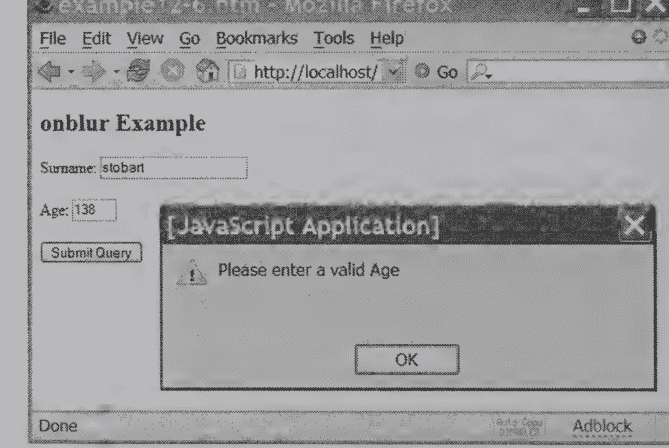 example12-6.htm - Mozilla Firefox
File Edit View Go Bookmarks Tools Help
http://localhost/ Go
onblur Example
Surname: stobart
Age: 138
[JavaScript Application]
Submit Query
Please enter a valid Age
OK
Done Adblock